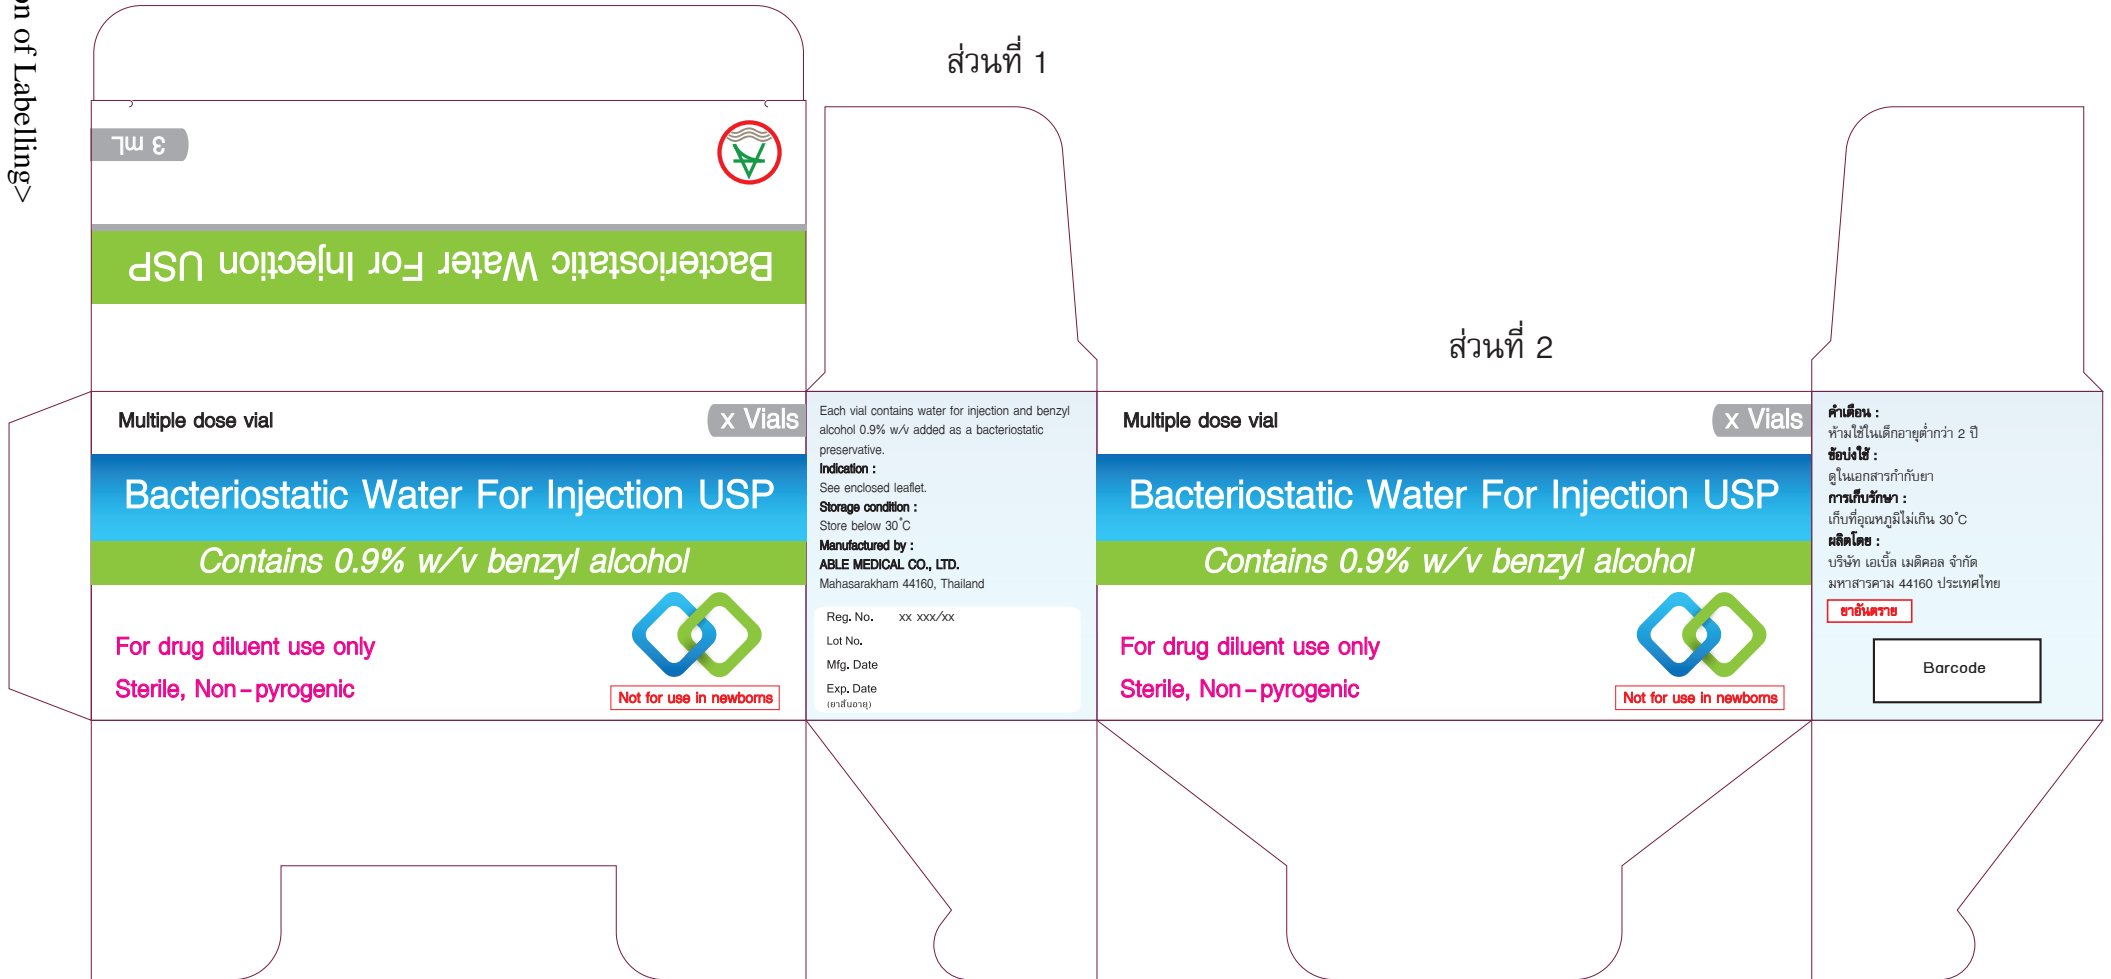 on of Labelling>
ส่วนที่ 1
3 mL
Bacteriostatic Water For Injection USP
ส่วนที่ 2
Multiple dose vial
x Vials
Bacteriostatic Water For Injection USP
Contains 0.9% w/v benzyl alcohol
For drug diluent use only
Sterile, Non-pyrogenic
Not for use in newborns
Each vial contains water for injection and benzyl
alcohol 0.9% w/v added as a bacteriostatic
preservative.
Indication :
See enclosed leaflet.
Storage condition :
Store below 30°C
Manufactured by :
ABLE MEDICAL CO., LTD.
Mahasarakham 44160, Thailand
Reg. No. xx xxx/xx
Lot No.
Mfg. Date
Exp. Date
(ยาสิ้นอายุ)
Multiple dose vial
x Vials
Bacteriostatic Water For Injection USP
Contains 0.9% w/v benzyl alcohol
For drug diluent use only
Sterile, Non-pyrogenic
Not for use in newborns
คำเตือน :
ห้ามใช้ในเด็กอายุต่ำกว่า 2 ปี
ข้อบ่งใช้ :
ดูในเอกสารกำกับยา
การเก็บรักษา :
เก็บที่อุณหภูมิไม่เกิน 30°C
ผลิตโดย :
บริษัท เอเบิ้ล เมดิคอล จำกัด
มหาสารคาม 44160 ประเทศไทย
ยาอันตราย
Barcode